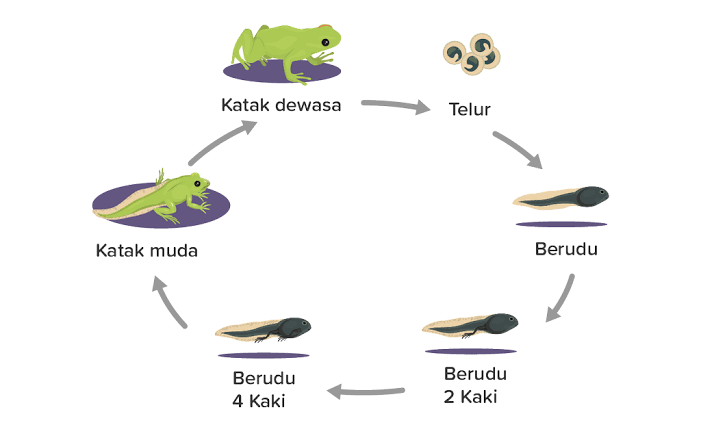 Katak dewasa
Telur
Berudu
Berudu
2 Kaki
Berudu
4 Kaki
Katak muda